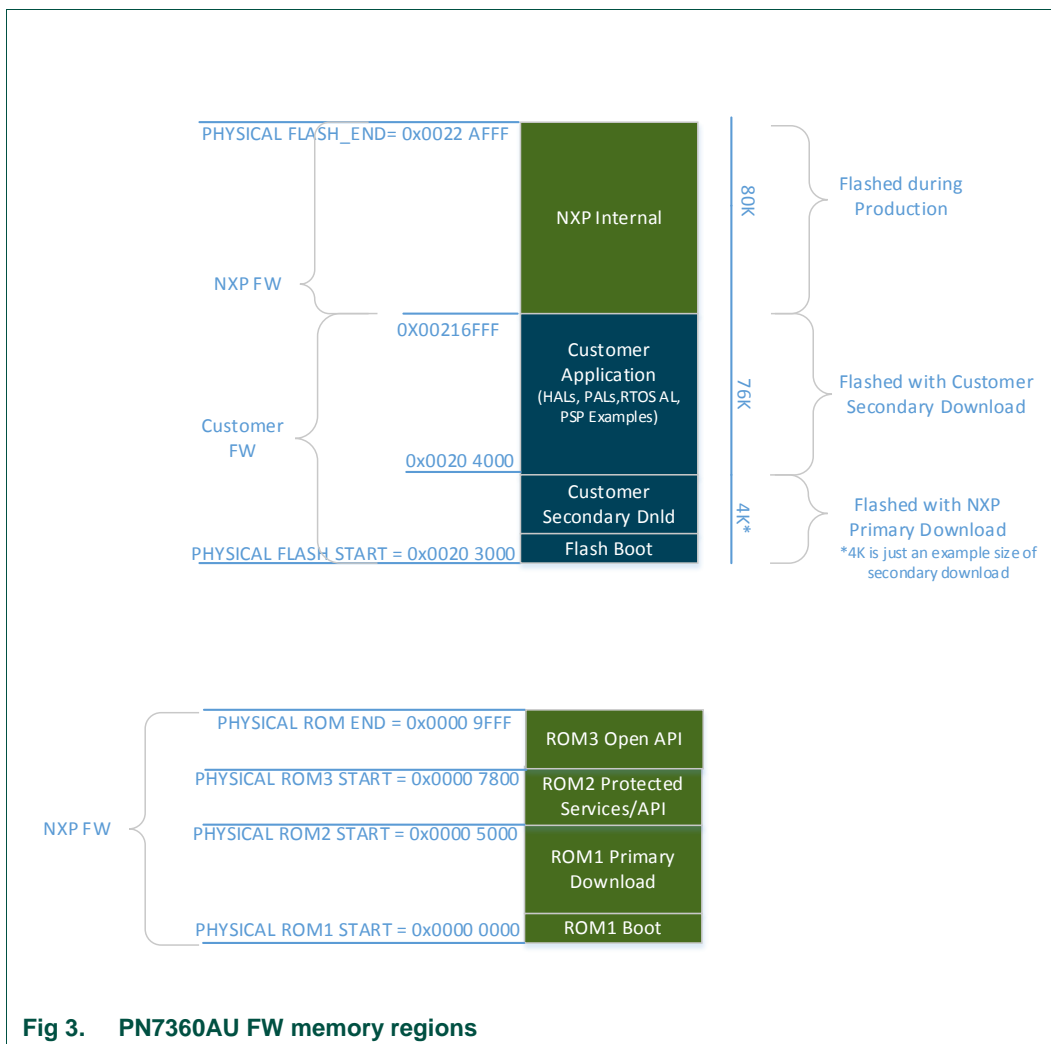 PHYSICAL FLASH_END= 0x0022 AFFF
NXP Internal
80K
Flashed during
Production
NXP FW
0X00216FFF
Customer
Application
(HALs, PALs,RTOS AL,
PSP Examples)
76K
Flashed with Customer
Secondary Download
Customer
FW
0x0020 4000
Customer
Secondary Dnld
4K*
Flashed with NXP
Primary Download
*4K is just an example size of
secondary download
PHYSICAL FLASH START = 0x0020 3000
Flash Boot
PHYSICAL ROM END = 0x0000 9FFF
ROM3 Open API
PHYSICAL ROM3 START = 0x0000 7800
ROM2 Protected
Services/API
NXP FW
PHYSICAL ROM2 START = 0x0000 5000
ROM1 Primary
Download
PHYSICAL ROM1 START = 0x0000 0000
ROM1 Boot
Fig 3. PN7360AU FW memory regions